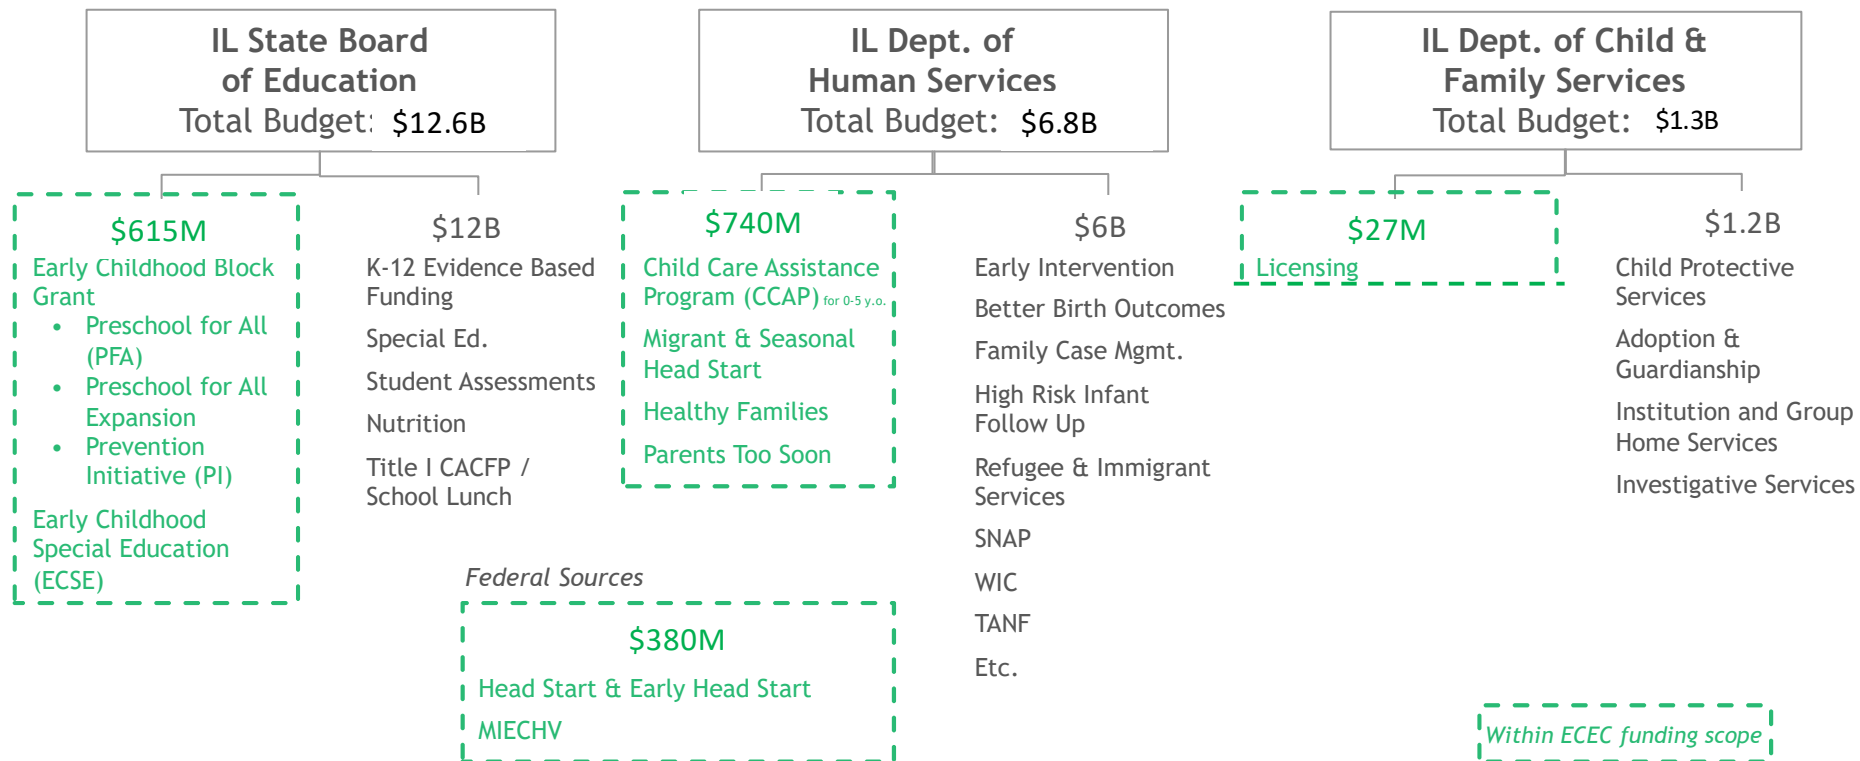 IL State Board
of Education
Total Budget: $12.6B
$615M
Early Childhood Block
Grant
• Preschool for All
(PFA)
• Preschool for All
Expansion
• Prevention
Initiative (PI)
Early Childhood
Special Education
(ECSE)
$12B
K-12 Evidence Based
Funding
Special Ed.
Student Assessments
Nutrition
Title I CACFP /
School Lunch
IL Dept. of
Human Services
Total Budget: $6.8B
$740M
Child Care Assistance
Program (CCAP) for 0-5 y.o.
Migrant & Seasonal
Head Start
Healthy Families
Parents Too Soon
$6B
Early Intervention
Better Birth Outcomes
Family Case Mgmt.
High Risk Infant
Follow Up
Refugee & Immigrant
Services
SNAP
WIC
TANF
Etc.
IL Dept. of Child &
Family Services
Total Budget: $1.3B
$27M
Licensing
$1.2B
Child Protective
Services
Adoption &
Guardianship
Institution and Group
Home Services
Investigative Services
Federal Sources
$380M
Head Start & Early Head Start
MIECHV
Within ECEC funding scope